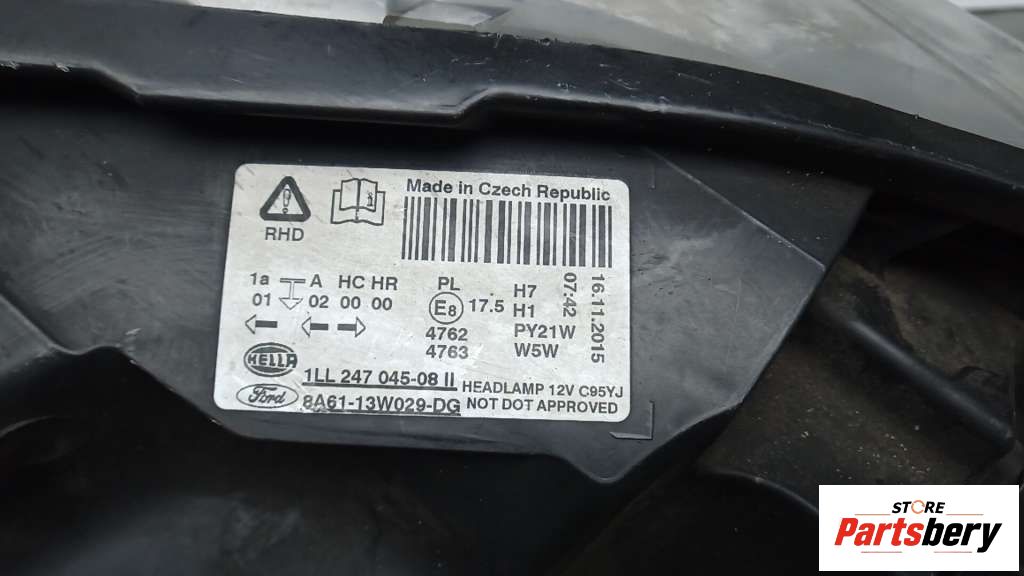 Made in Czech Republic
RHD
16.11.2015
07:42
1a A HC HR
01 02 00 00
PL
E8 17.5
4762
4763
H7
H1
PY21W
W5W
HELLA
1LL 247 045-08 II
HEADLAMP 12V C95YJ
Ford
8A61-13W029-DG
NOT DOT APPROVED
STORE
Partsbery